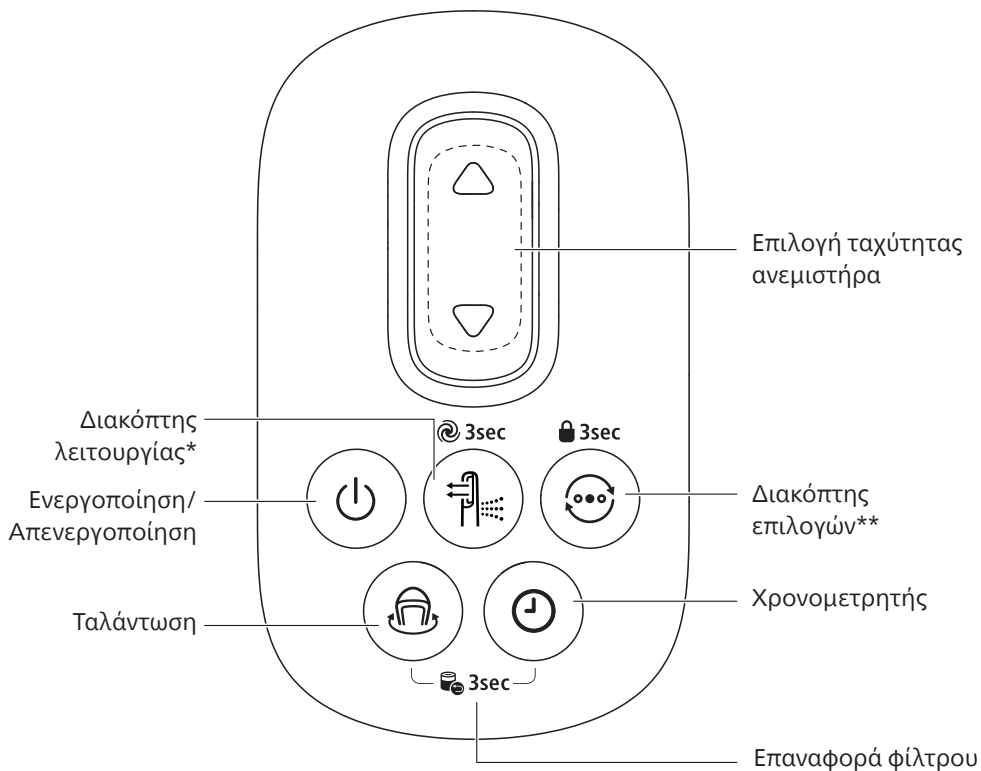 Επιλογή ταχύτητας
ανεμιστήρα
Διακόπτης
λειτουργίας*
3sec
3sec
Ενεργοποίηση/
Απενεργοποίηση
Διακόπτης
επιλογών**
Ταλάντωση
Χρονομετρητής
3sec
Επαναφορά φίλτρου